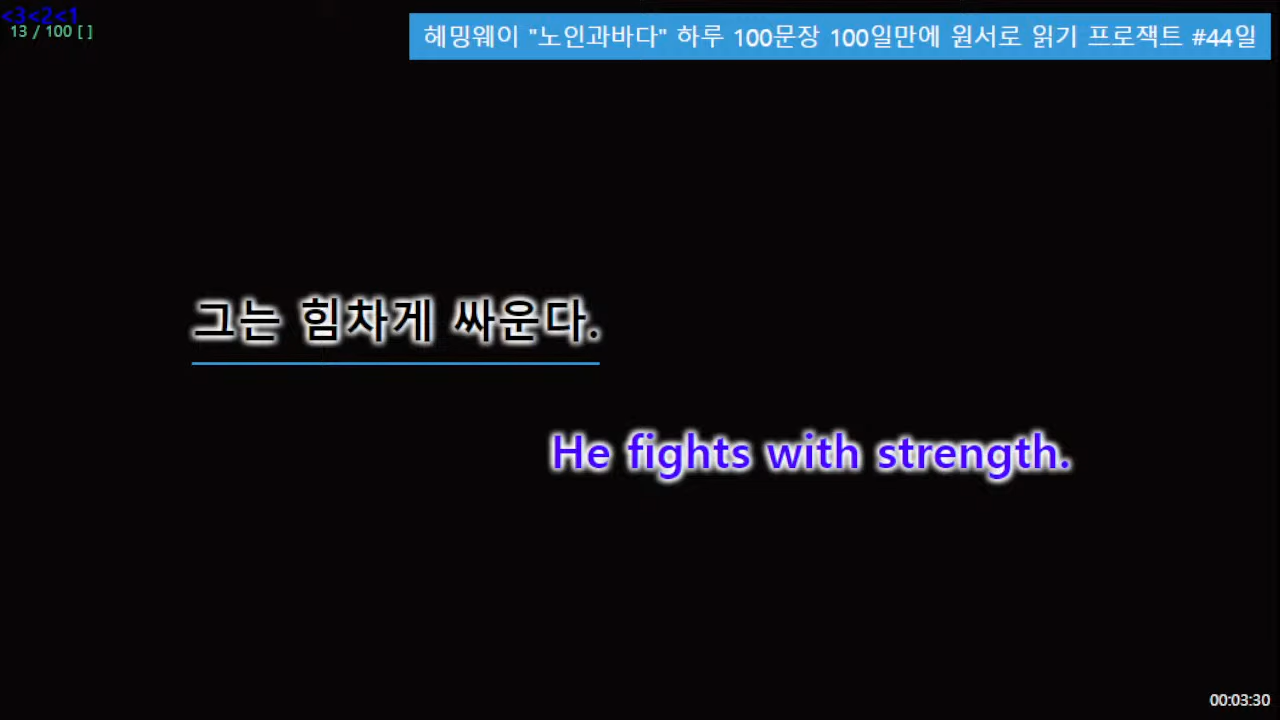 <3<2<1
13 / 100 [ ]
헤밍웨이 "노인과바다" 하루 100문장 100일만에 원서로 읽기 프로잭트 #44일
그는 힘차게 싸운다.
He fights with strength.
00:03:30